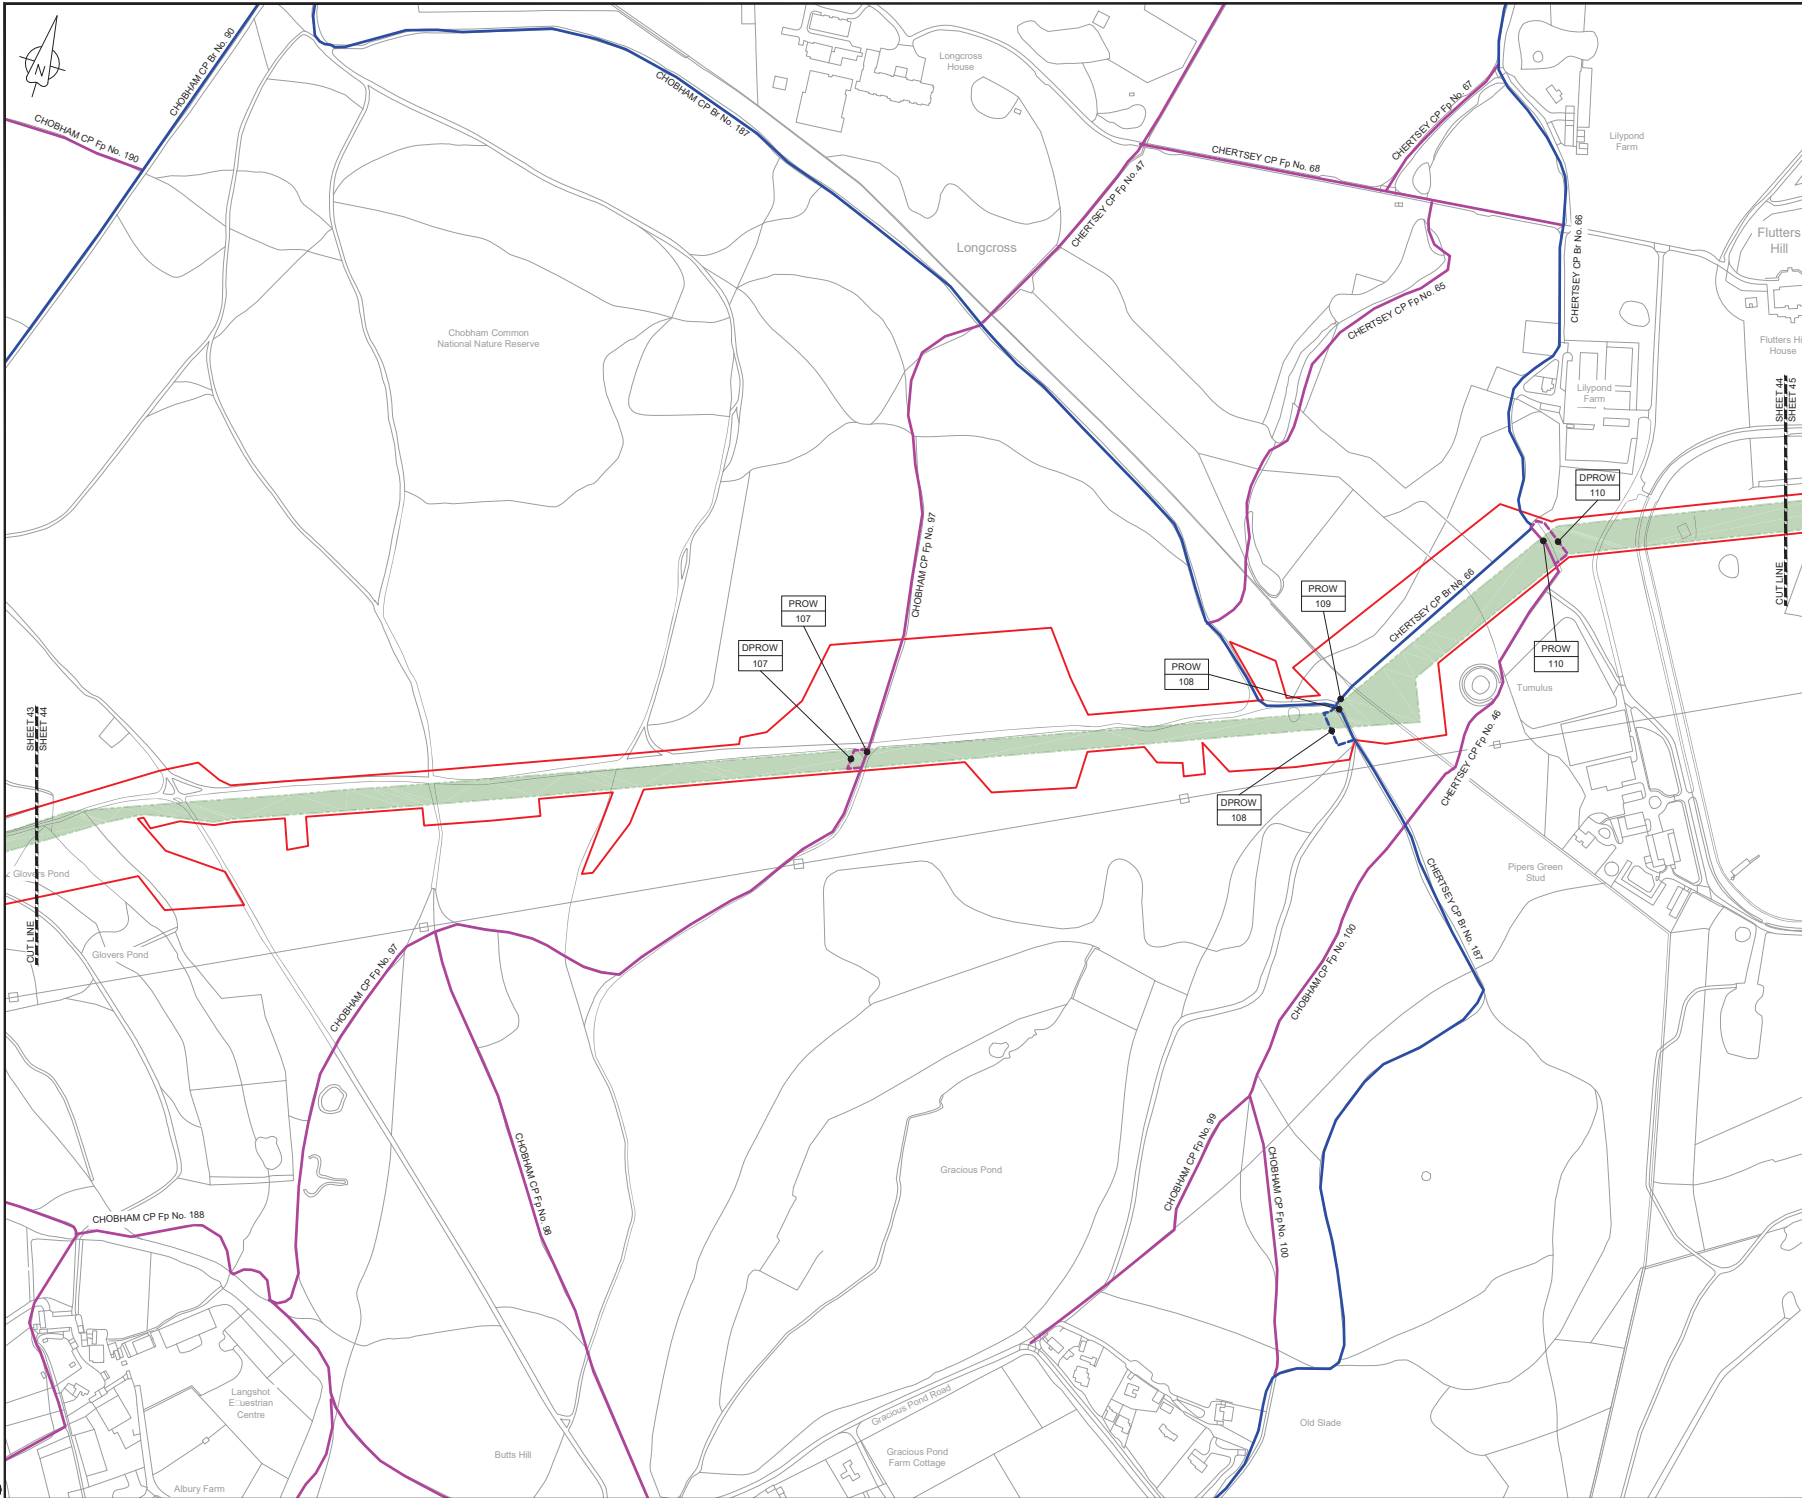 N
CHOBHAM CP Br No. 90
CHOBHAM CP Fp No. 190
CHOBHAM CP Br No. 187
Longcross
House
CHERTSEY CP Fp No. 67
Lilypond
Farm
CHERTSEY CP Fp No. 68
CHERTSEY CP Fp No. 47
Longcross
CHERTSEY CP Br No. 66
Flutters
Hill
CHERTSEY CP Fp No. 65
Chobham Common
National Nature Reserve
Flutters Hi
House
Lilypond
Farm
SHEET 44
SHEET 45
CUT LINE
DPROW
110
CHOBHAM CP Fp No. 97
PROW
107
PROW
109
CHERTSEY CP Br No. 66
DPROW
107
PROW
108
PROW
110
Tumulus
SHEET 43
SHEET 44
CUT LINE
CHERTSEY CP Fp No. 46
DPROW
108
Glovers Pond
Pipers Green
Stud
CHERTSEY CP Br No. 187
Glovers Pond
CHOBHAM CP Fp No. 97
CHOBHAM CP Fp No. 100
CHOBHAM CP Fp No. 98
CHOBHAM CP Fp No. 99
Gracious Pond
CHOBHAM CP Fp No. 100
CHOBHAM CP Fp No. 188
Langshot
E□uestrian
Centre
Gracious Pond Road
Old Slade
Butts Hill
Gracious Pond
Farm Cottage
Albury Farm